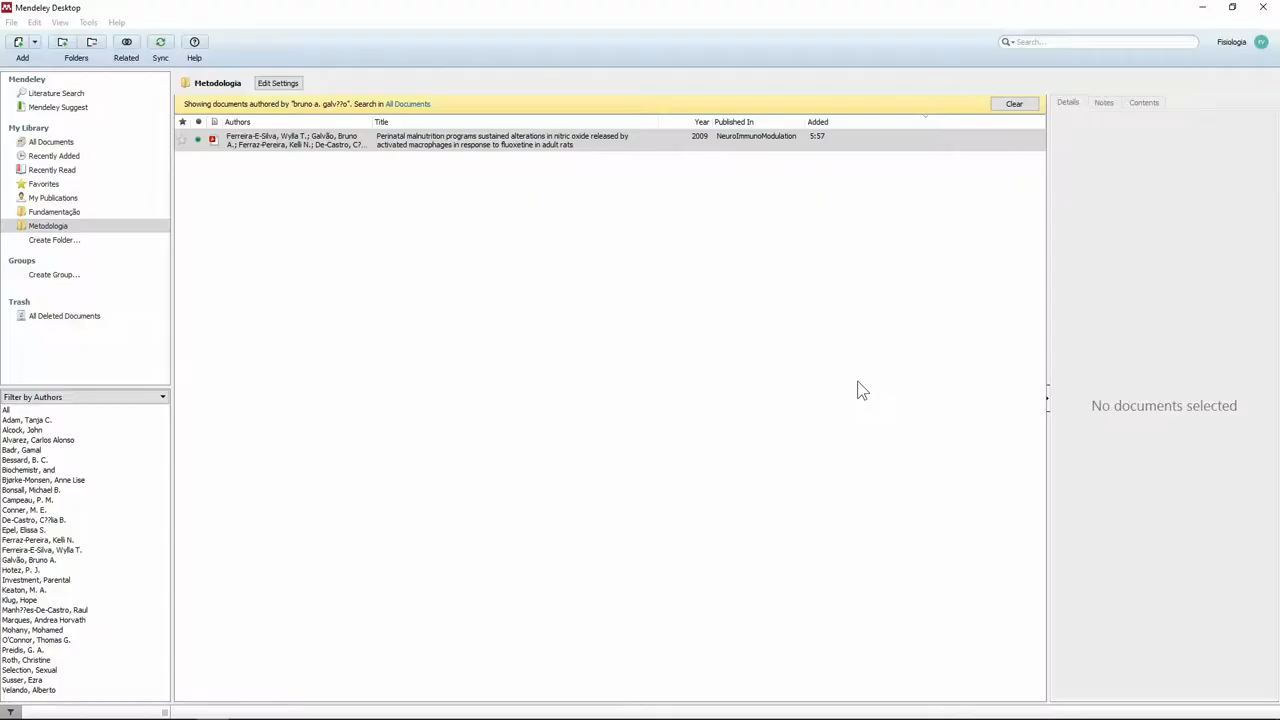 Mendeley Desktop
File Edit View Tools Help
Add Folders Related Sync Help
Search...
Fisiologia FV
Mendeley
Literature Search
Mendeley Suggest
My Library
All Documents
Recently Added
Recently Read
Favorites
My Publications
Fundamentação
Metodologia
Create Folder...
Groups
Create Group...
Trash
All Deleted Documents
Filter by Authors
All
Adam, Tanja C.
Alcock, John
Alvarez, Carlos Alonso
Badr, Gamal
Bessard, B. C.
Biochemistr, and
Bjørke-Monsen, Anne Lise
Bonsall, Michael B.
Campeau, P. M.
Conner, M. E.
De-Castro, C??lia B.
Epel, Elissa S.
Ferraz-Pereira, Kelli N.
Ferreira-E-Silva, Wylla T.
Galvão, Bruno A.
Hotez, P. J.
Investment, Parental
Keaton, M. A.
Klug, Hope
Manh??es-De-Castro, Raul
Marques, Andrea Horvath
Mohany, Mohamed
O'Connor, Thomas G.
Preidis, G. A.
Roth, Christine
Selection, Sexual
Susser, Ezra
Velando, Alberto
Metodologia Edit Settings
Showing documents authored by "bruno a. galv??o". Search in All Documents Clear
Authors Title Year Published In Added
Ferreira-E-Silva, Wylla T.; Galvão, Bruno Perinatal malnutrition programs sustained alterations in nitric oxide released by 2009 NeuroImmunoModulation 5:57
A.; Ferraz-Pereira, Kelli N.; De-Castro, C?... activated macrophages in response to fluoxetine in adult rats
Details Notes Contents
No documents selected